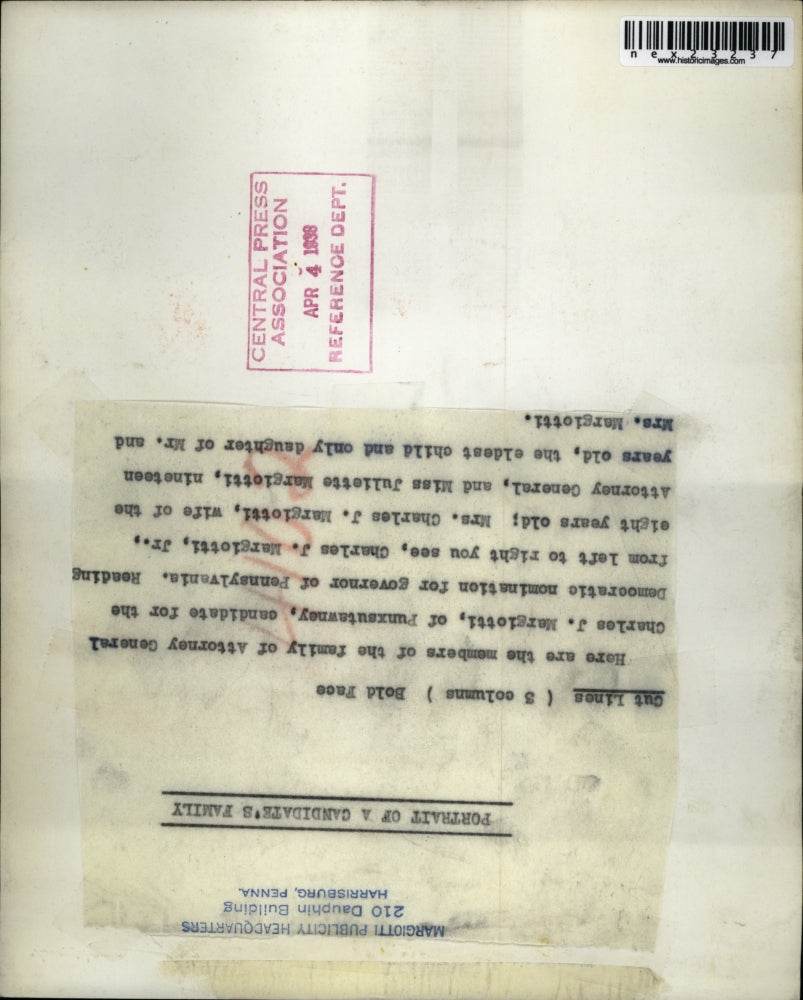 nex23237
www.historicimages.com
CENTRAL PRESS
ASSOCIATION
APR 4 1938
REFERENCE DEPT.
MARGIOTTI PUBLICITY HEADQUARTERS
210 Dauphin Building
HARRISBURG, PENNA.
PORTRAIT OF A CANDIDATE'S FAMILY
Cut Lines ( 3 columns ) Bold Face
Here are the members of the family of Attorney General
Charles J. Margiotti, of Punxsutawney, candidate for the
Democratic nomination for governor of Pennsylvania. Reading
from left to right you see, Charles J. Margiotti, Jr.,
eight years old; Mrs. Charles J. Margiotti, wife of the
Attorney General, and Miss Juliette Margiotti, nineteen
years old, the eldest child and only daughter of Mr. and
Mrs. Margiotti.